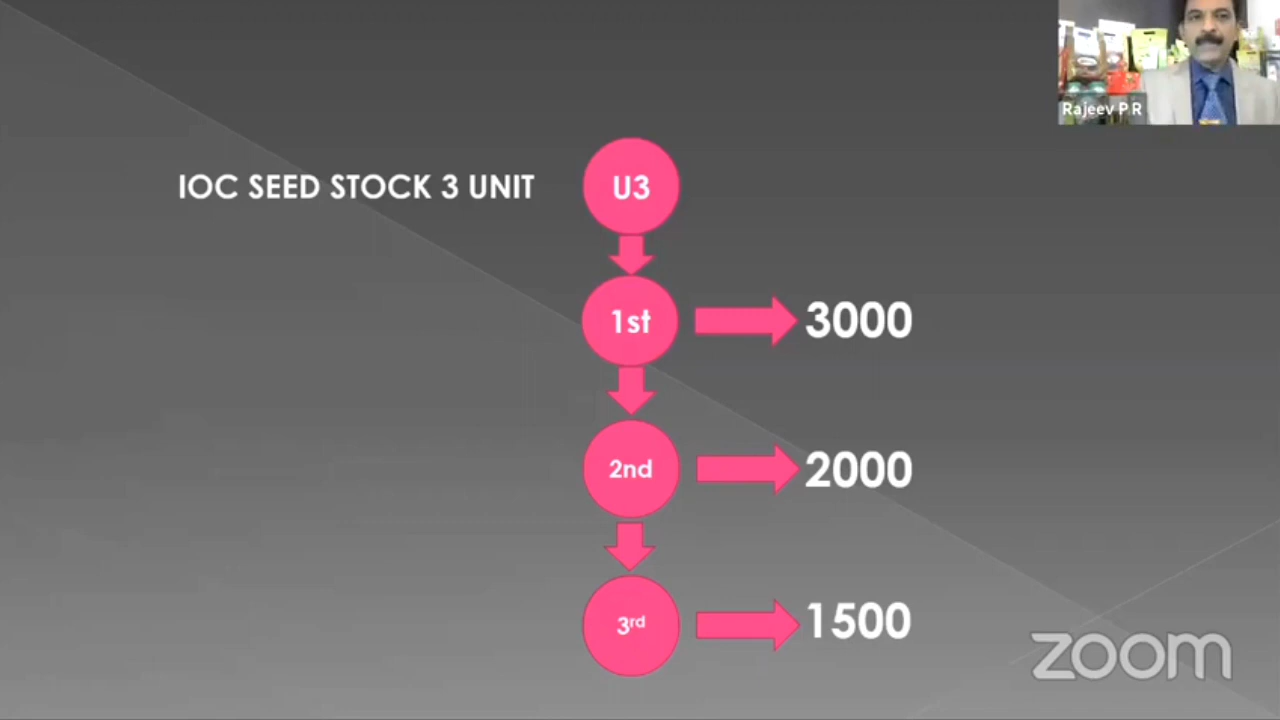 Rajeev P R
IOC SEED STOCK 3 UNIT
U3
1st
3000
2nd
2000
3rd
1500
zoom